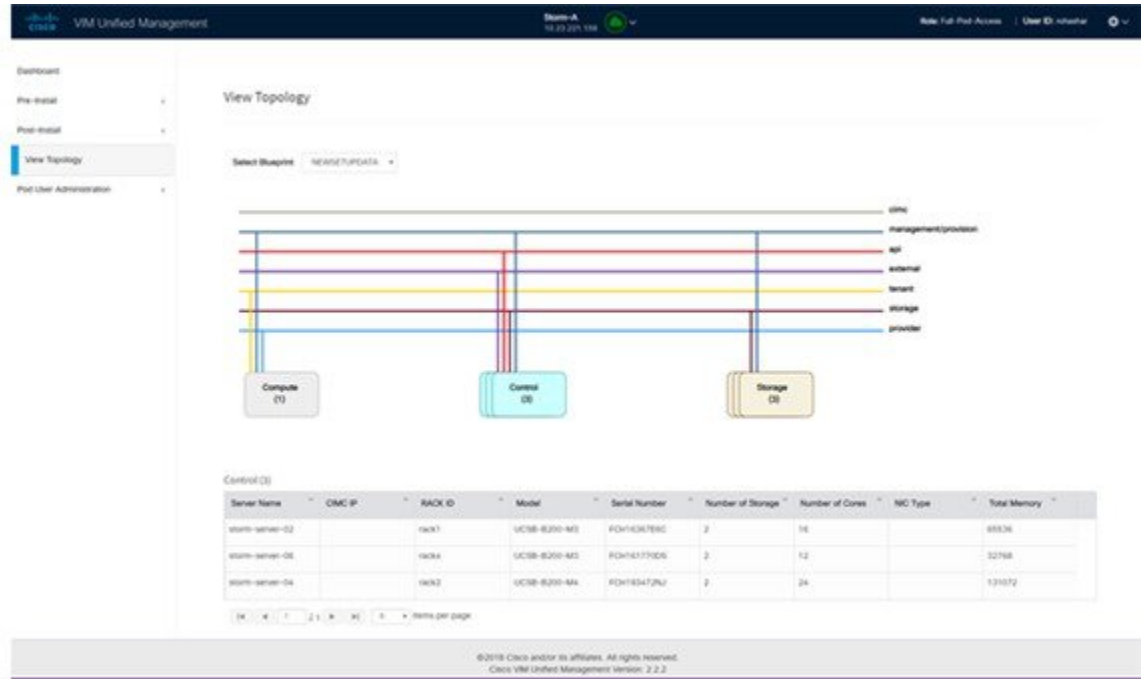 cisco VIM Unified Management
Storm-A
Role: Full-Pod-Access | User ID:
Dashboard
Pre-Install
Post-Install
View Topology
Pod User Administration
View Topology
Select Blueprint NEWSETUPDATA
cimc
management/provision
api
external
tenant
storage
provider
Compute
(1)
Control
(3)
Storage
(3)
Control (3)
Server Name CIMC IP RACK ID Model Serial Number Number of Storage Number of Cores NIC Type Total Memory
storm-server-02 rack1 UCSB-B200-M3 2 16 65536
storm-server-06 UCSB-B200-M3 2 12 32768
storm-server-04 rack2 UCSB-B200-M4 2 24 131072
items per page
©2018 Cisco and/or its affiliates. All rights reserved.
Cisco VIM Unified Management Version: 2.2.2